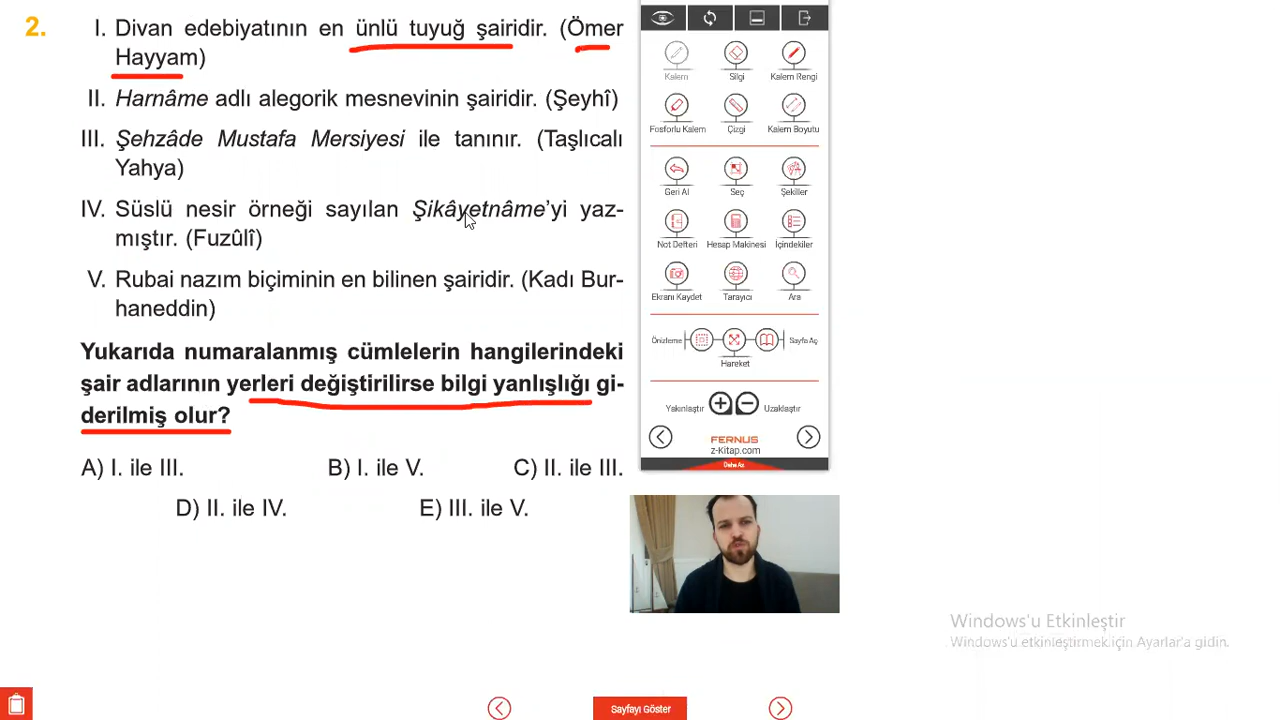 2.
I. Divan edebiyatının en ünlü tuyuğ şairidir. (Ömer
Hayyam)
II. Harnâme adlı alegorik mesnevinin şairidir. (Şeyhî)
III. Şehzâde Mustafa Mersiyesi ile tanınır. (Taşlıcalı
Yahya)
IV. Süslü nesir örneği sayılan Şikâyetnâme’yi yaz-
mıştır. (Fuzûlî)
V. Rubai nazım biçiminin en bilinen şairidir. (Kadı Bur-
haneddin)
Yukarıda numaralanmış cümlelerin hangilerindeki
şair adlarının yerleri değiştirilirse bilgi yanlışlığı gi-
derilmiş olur?
A) I. ile III. B) I. ile V. C) II. ile III.
D) II. ile IV. E) III. ile V.
Kalem Silgi Kalem Rengi
Fosforlu Kalem Çizgi Kalem Boyutu
Geri Al Seç Şekiller
Not Defteri Hesap Makinesi İçindekiler
Ekranı Kaydet Tarayıcı Ara
Önizleme Sayfa Aç
Hareket
Yakınlaştır Uzaklaştır
FERNUS
z-Kitap.com
Daha Az
Windows'u Etkinleştir
Windows'u etkinleştirmek için Ayarlar'a gidin.
Sayfayı Göster